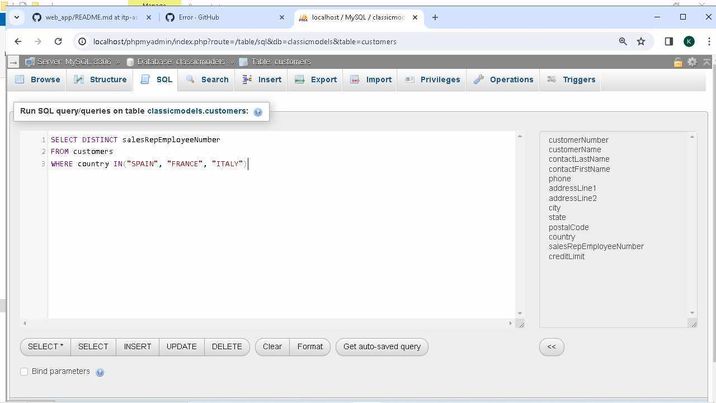 web_app/README.md at itp-a
Error · GitHub
localhost / MySQL / classicmod
localhost/phpmyadmin/index.php?route=/table/sql&db=classicmodels&table=customers
K
Server: MySQL:3306 » Database: classicmodels » Table: customers
Browse Structure SQL Search Insert Export Import Privileges Operations Triggers
Run SQL query/queries on table classicmodels.customers:
1 SELECT DISTINCT salesRepEmployeeNumber
2 FROM customers
3 WHERE country IN("SPAIN", "FRANCE", "ITALY")
customerNumber
customerName
contactLastName
contactFirstName
phone
addressLine1
addressLine2
city
state
postalCode
country
salesRepEmployeeNumber
creditLimit
SELECT * SELECT INSERT UPDATE DELETE Clear Format Get auto-saved query <<
Bind parameters